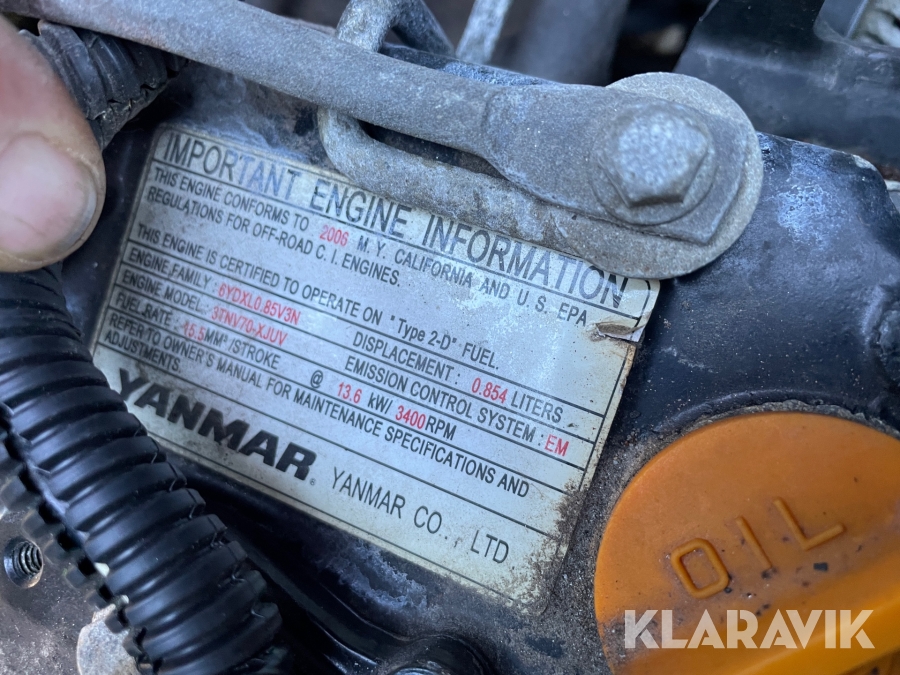 IMPORTANT ENGINE INFORMATION
THIS ENGINE CONFORMS TO 2006 M.Y. CALIFORNIA AND U.S. EPA
REGULATIONS FOR OFF-ROAD C.I. ENGINES.
THIS ENGINE IS CERTIFIED TO OPERATE ON "Type 2-D" FUEL.
ENGINE FAMILY : 6YDXL0.85V3N DISPLACEMENT : 0.854 LITERS
ENGINE MODEL : 3TNV70-XJUV EMISSION CONTROL SYSTEM : EM
FUEL RATE: 15.5MM³/STROKE @ 13.6 kW/ 3400RPM
REFER TO OWNER'S MANUAL FOR MAINTENANCE SPECIFICATIONS AND
ADJUSTMENTS.
YANMAR® YANMAR CO., LTD
OIL
KLARAVIK